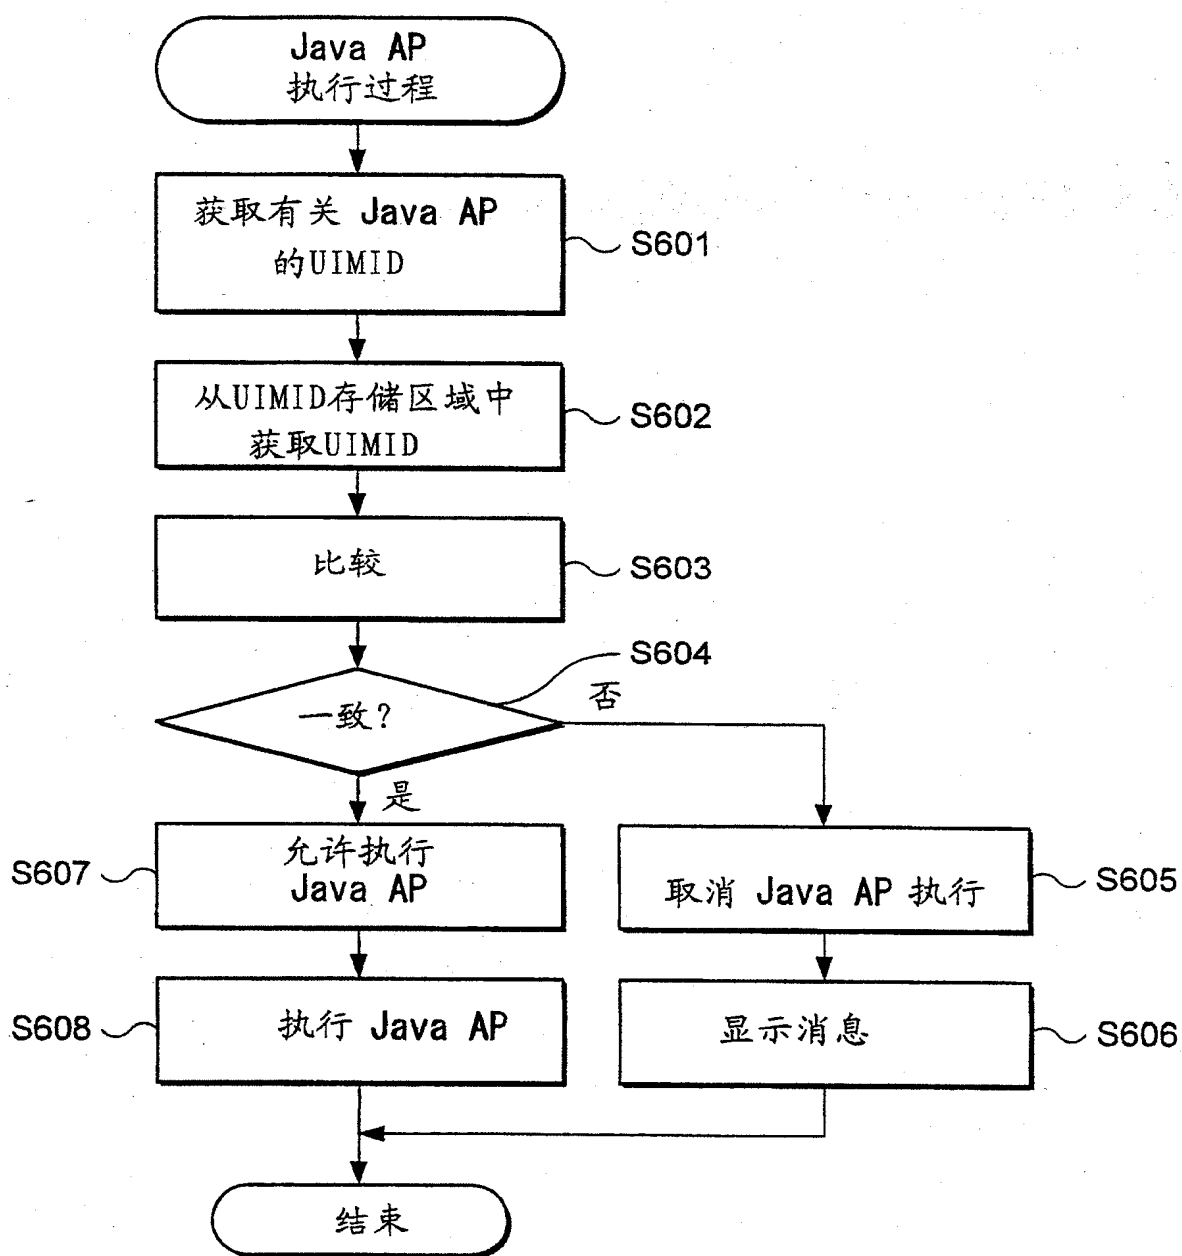 Java AP
执行过程
获取有关 Java AP
的UIMID
S601
从UIMID存储区域中
获取UIMID
S602
比较
S603
S604
一致?
否
是
允许执行
Java AP
S607
取消 Java AP 执行
S605
执行 Java AP
S608
显示消息
S606
结束